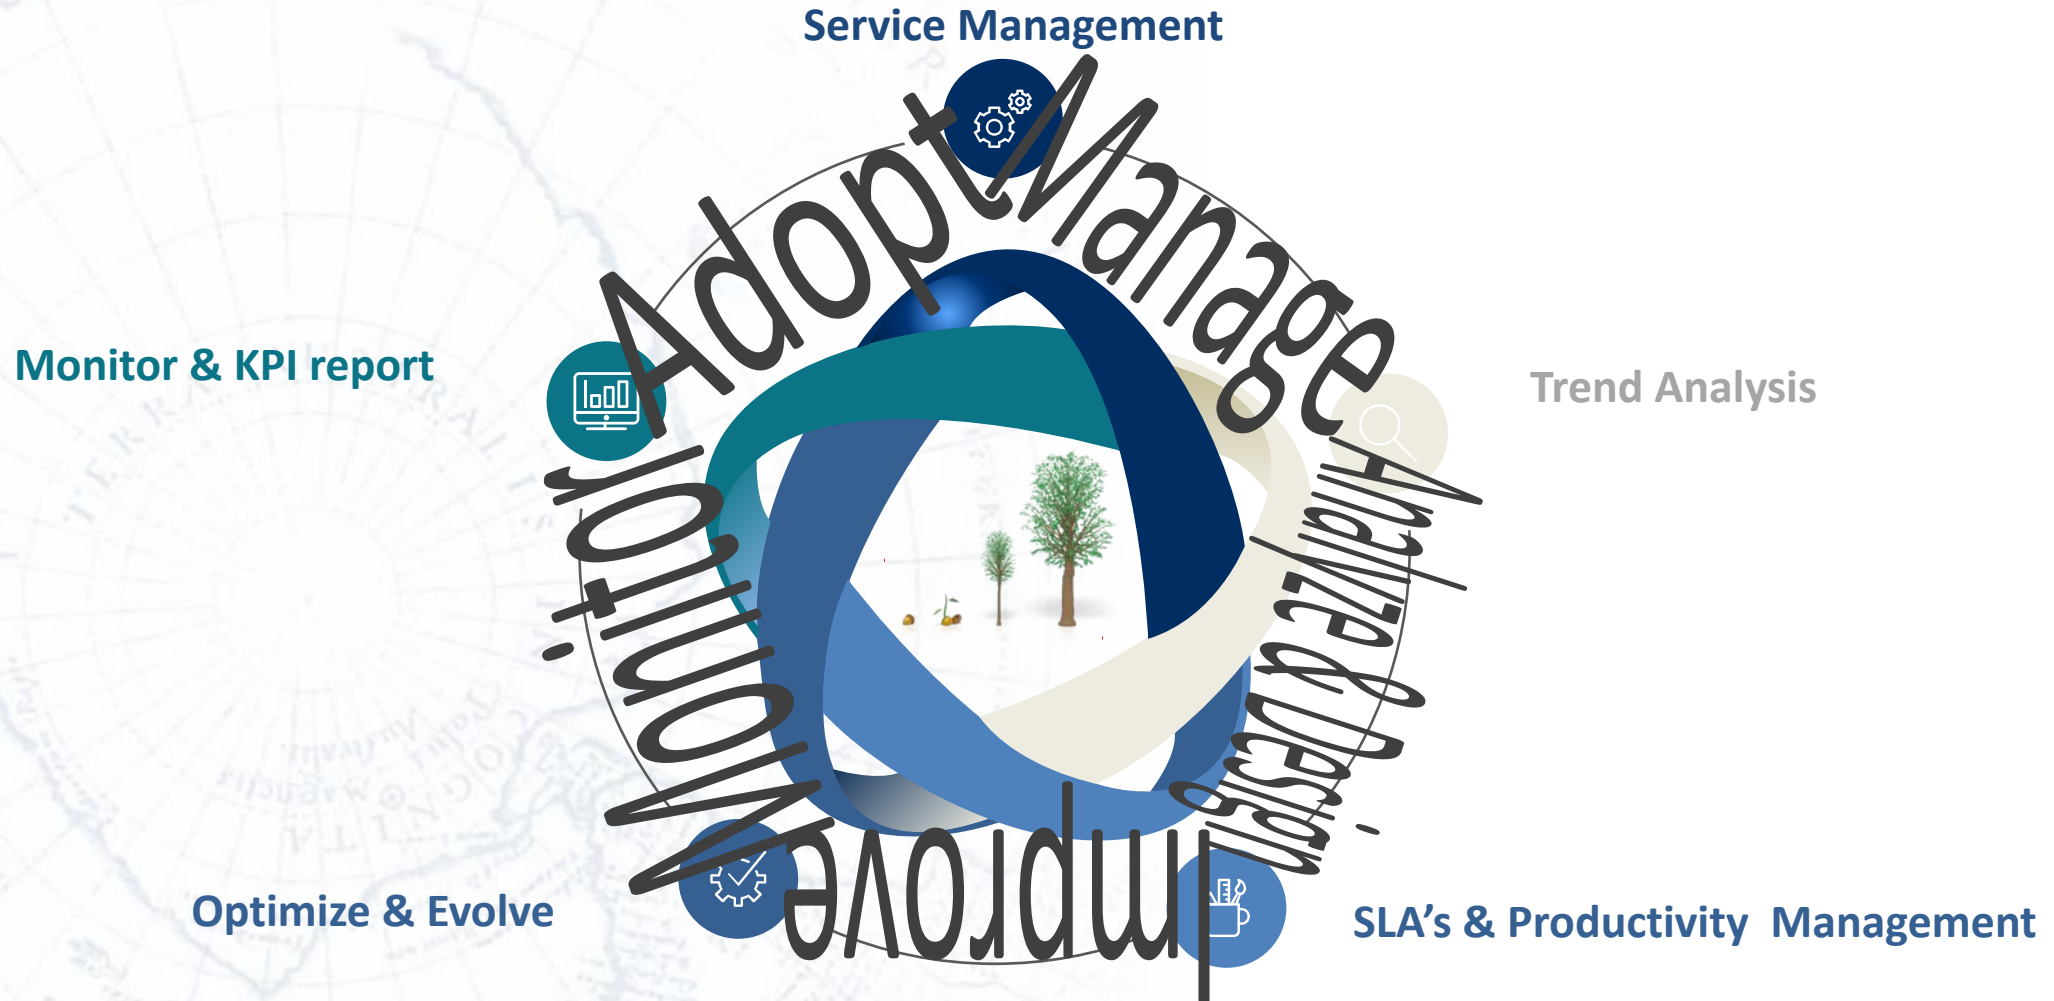 Service Management
Adopt
Manage
Monitor & KPI report
Trend Analysis
Monitor
Analyze & Design
Improve
Optimize & Evolve
SLA’s & Productivity  Management